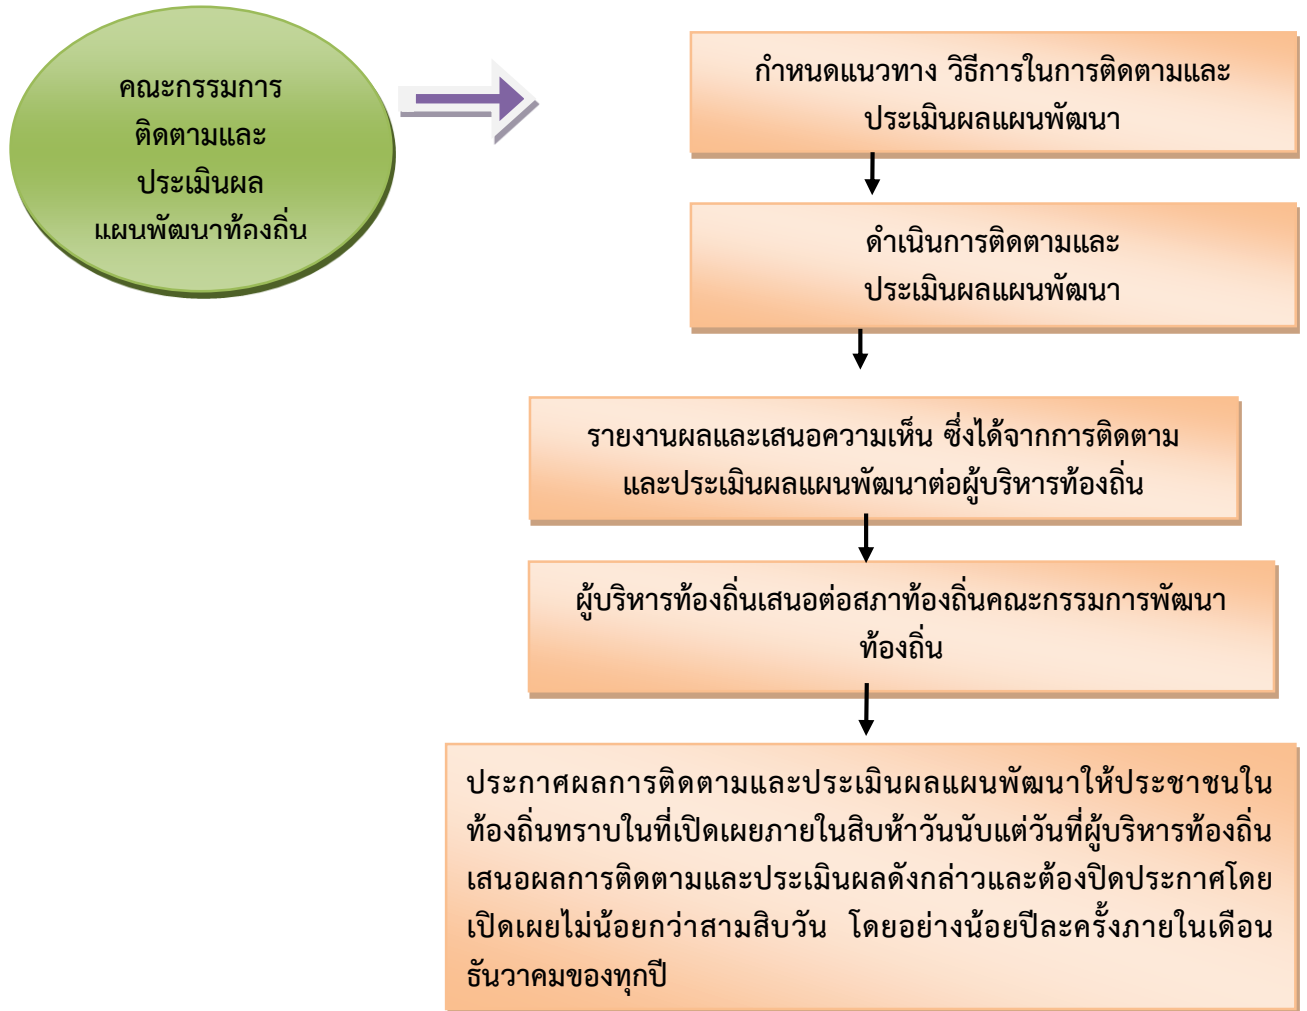 คณะกรรมการ
ติดตามและ
ประเมินผล
แผนพัฒนาท้องถิ่น
กำหนดแนวทาง วิธีการในการติดตามและ
ประเมินผลแผนพัฒนา
ดำเนินการติดตามและ
ประเมินผลแผนพัฒนา
รายงานผลและเสนอความเห็น ซึ่งได้จากการติดตาม
และประเมินผลแผนพัฒนาต่อผู้บริหารท้องถิ่น
ผู้บริหารท้องถิ่นเสนอต่อสภาท้องถิ่นคณะกรรมการพัฒนา
ท้องถิ่น
ประกาศผลการติดตามและประเมินผลแผนพัฒนาให้ประชาชนใน
ท้องถิ่นทราบในที่เปิดเผยภายในสิบห้าวันนับแต่วันที่ผู้บริหารท้องถิ่น
เสนอผลการติดตามและประเมินผลดังกล่าวและต้องปิดประกาศโดย
เปิดเผยไม่น้อยกว่าสามสิบวัน โดยอย่างน้อยปีละครั้งภายในเดือน
ธันวาคมของทุกปี